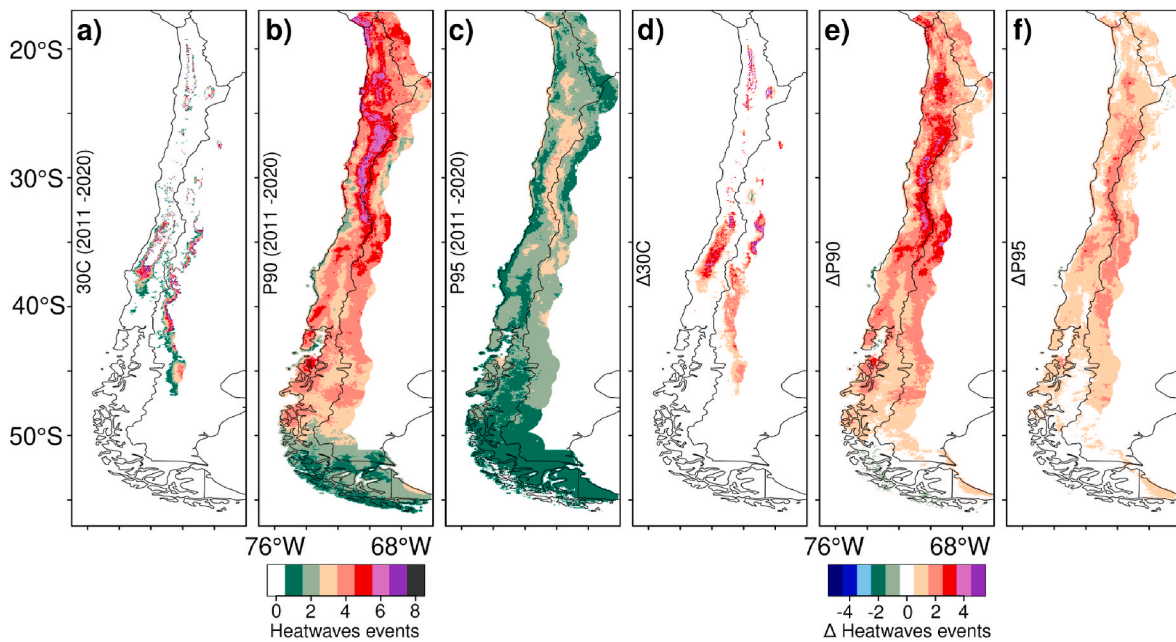 a)
b)
c)
d)
e)
f)
20°S
30°S
40°S
50°S
30C (2011 -2020)
P90 (2011 -2020)
P95 (2011 -2020)
Δ30C
ΔP90
ΔP95
76°W 68°W
76°W 68°W
0 2 4 6 8
Heatwaves events
-4 -2 0 2 4
Δ Heatwaves events